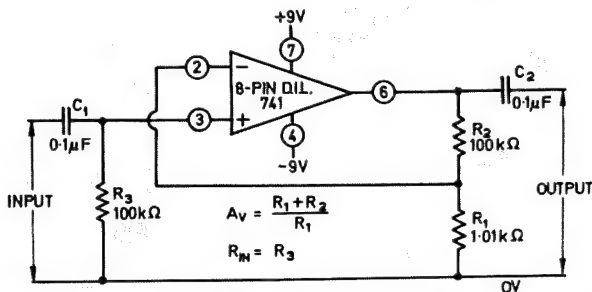 +9V
7
2
−
8-PIN D.I.L.
741
6
3
+
4
-9V
C1
0·1µF
C2
0·1µF
R2
100kΩ
INPUT
R3
100kΩ
AV = R1+R2
R1
RIN = R3
R1
1·01kΩ
OUTPUT
0V